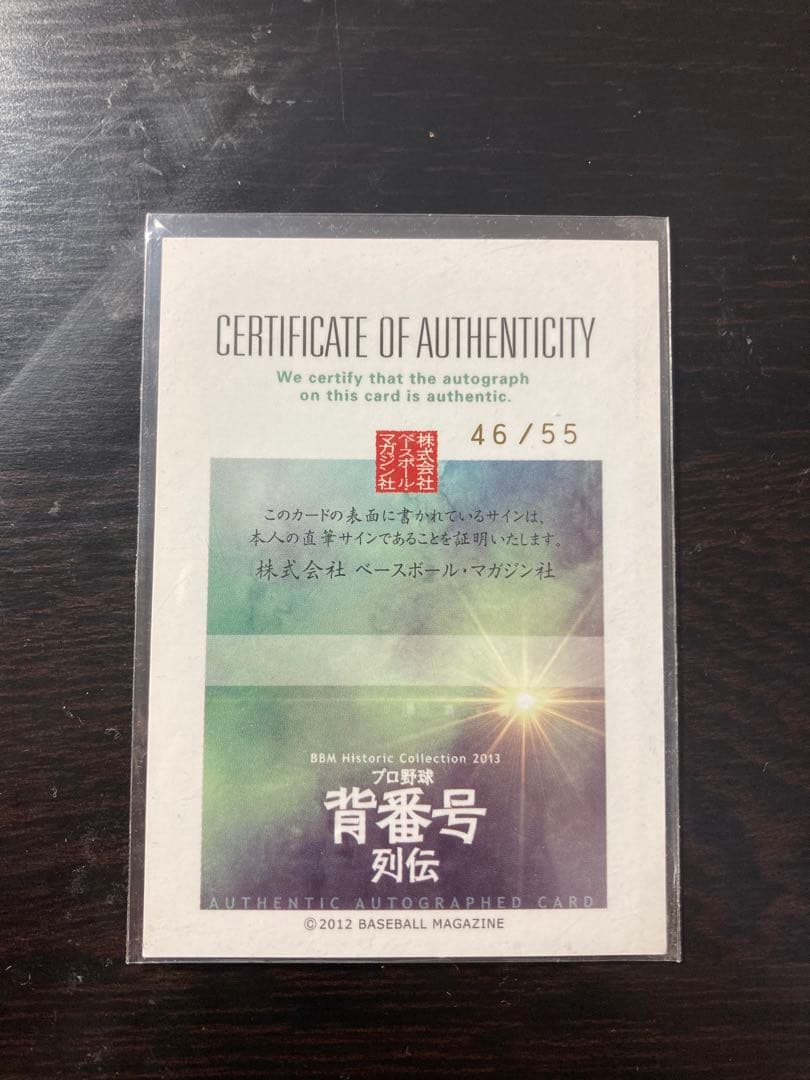 CERTIFICATE OF AUTHENTICITY
We certify that the autograph
on this card is authentic.
46/55
株式会社
ベースボール
マガジン社
このカードの表面に書かれているサインは、
本人の直筆サインであることを証明いたします。
株式会社 ベースボール・マガジン社
BBM Historic Collection 2013
プロ野球
背番号
列伝
AUTHENTIC AUTOGRAPHED CARD
©2012 BASEBALL MAGAZINE